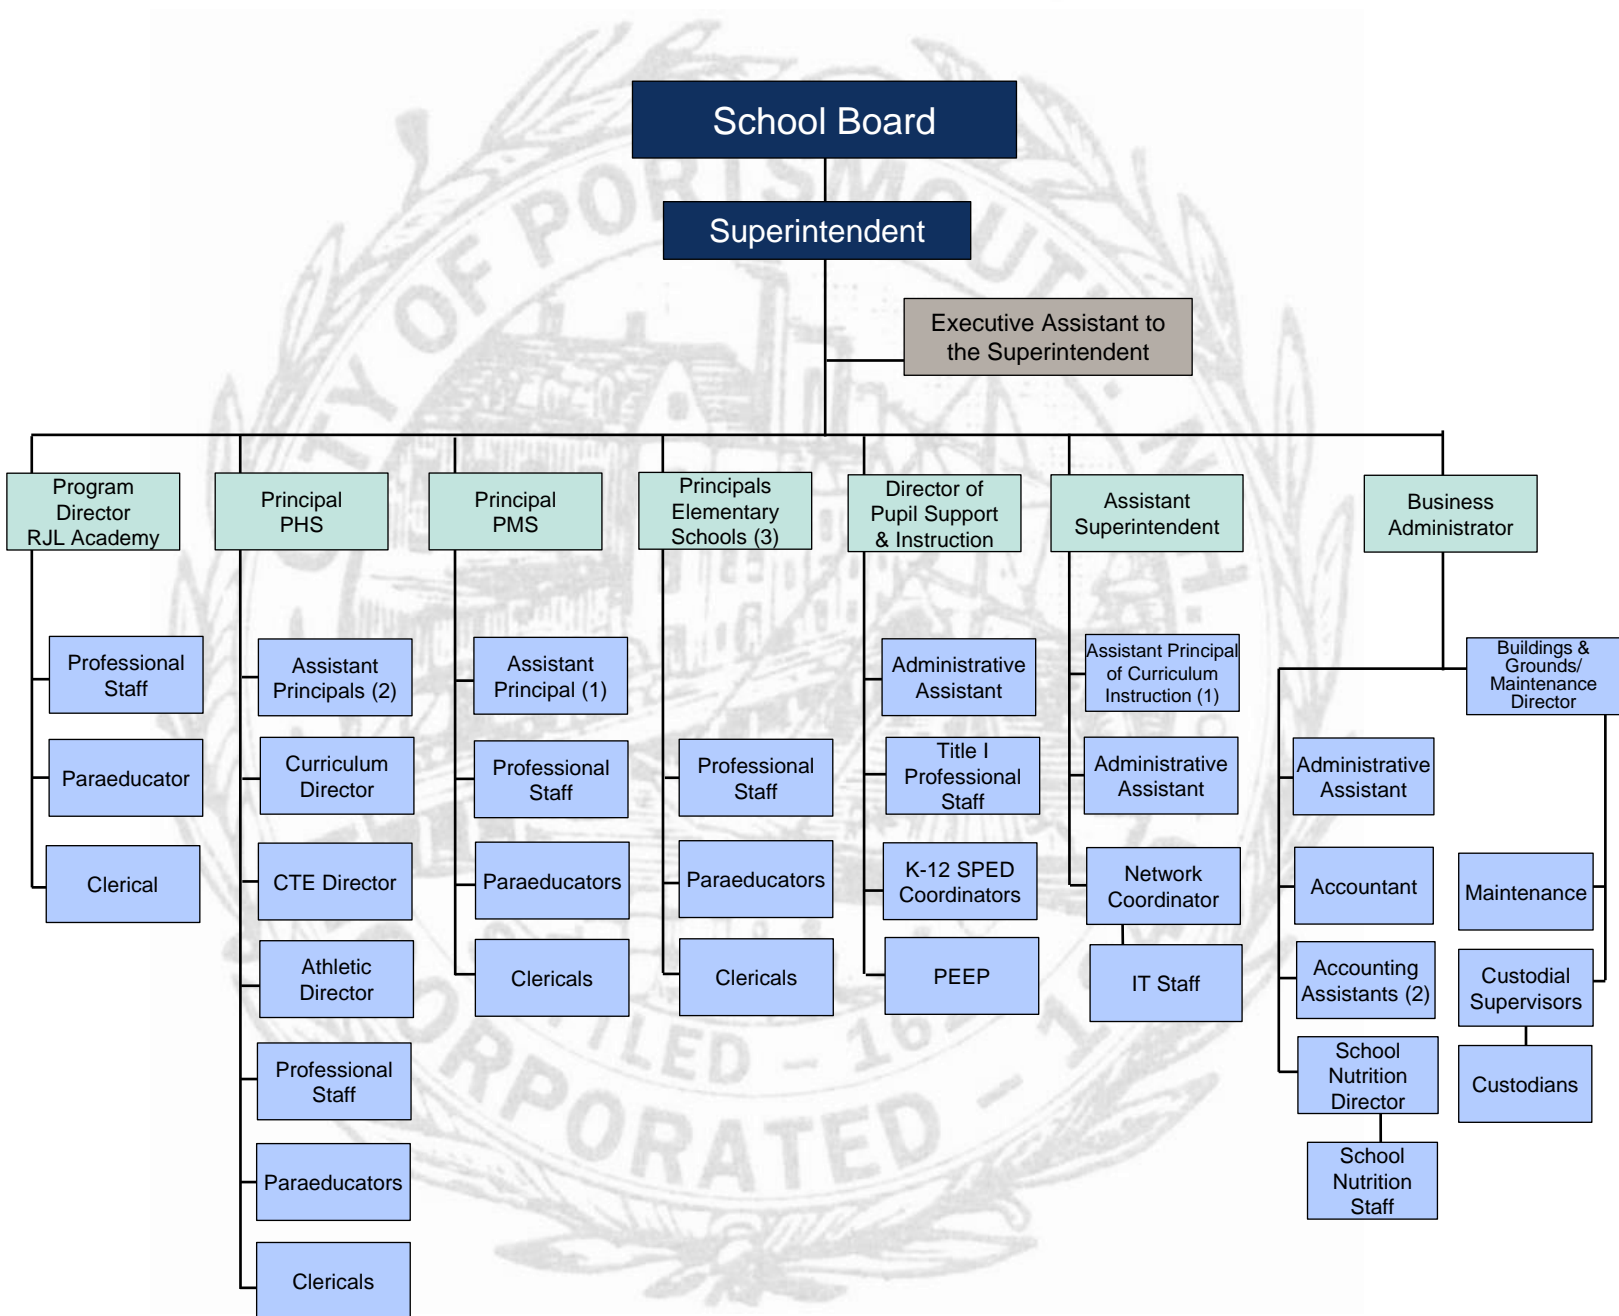 School Board
Superintendent
Executive Assistant to
the Superintendent
Program
Director
RJL Academy
Principal
PHS
Principal
PMS
Principals
Elementary
Schools (3)
Director of
Pupil Support
& Instruction
Assistant
Superintendent
Business
Administrator
Professional
Staff
Paraeducator
Clerical
Assistant
Principals (2)
Curriculum
Director
CTE Director
Athletic
Director
Professional
Staff
Paraeducators
Clericals
Assistant
Principal (1)
Professional
Staff
Paraeducators
Clericals
Professional
Staff
Paraeducators
Clericals
Administrative
Assistant
Title I
Professional
Staff
K-12 SPED
Coordinators
PEEP
Assistant Principal
of Curriculum
Instruction (1)
Administrative
Assistant
Network
Coordinator
IT Staff
Administrative
Assistant
Accountant
Accounting
Assistants (2)
School
Nutrition
Director
School
Nutrition
Staff
Buildings &
Grounds/
Maintenance
Director
Maintenance
Custodial
Supervisors
Custodians
CITY OF PORTSMOUTH